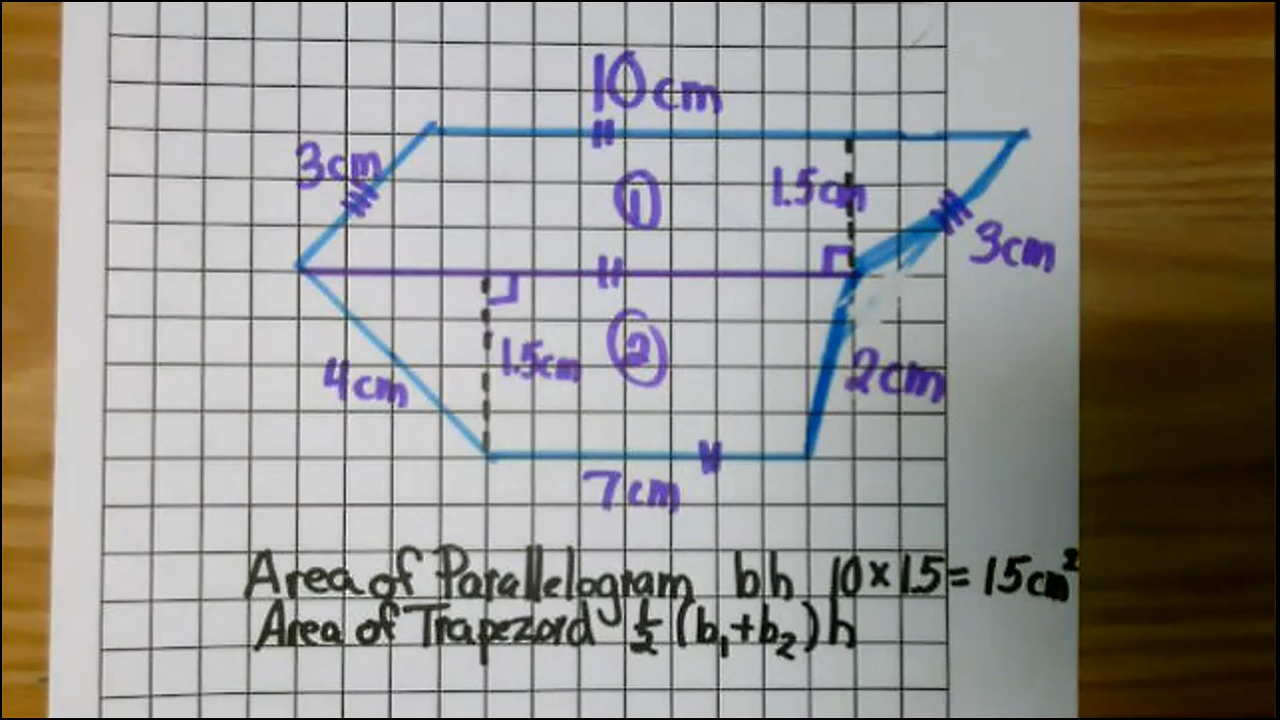 10cm
3cm
1.5cm
①
3cm
②
1.5cm
4cm
2cm
7cm
Area of Parallelogram bh 10 × 1.5 = 15cm²
Area of Trapezoid ½ (b₁+b₂) h